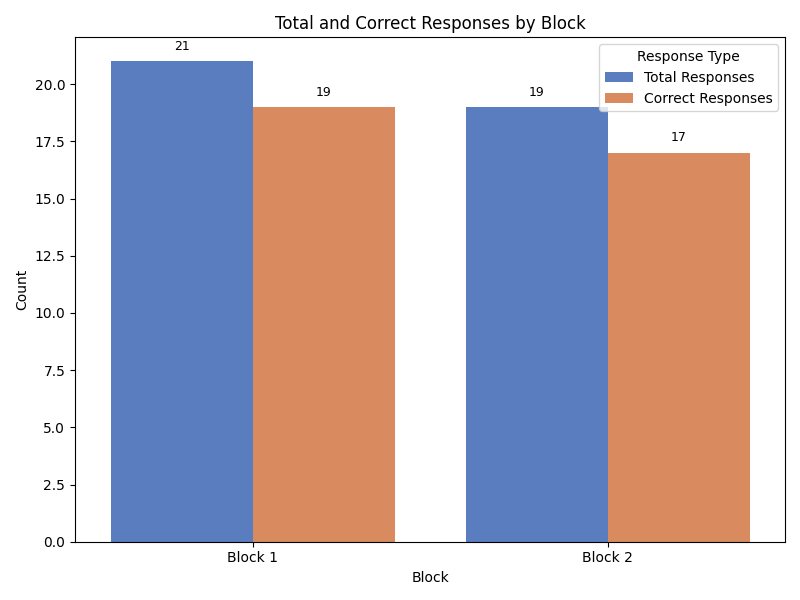 Total and Correct Responses by Block
Response Type
Total Responses
Correct Responses
21
19
19
17
20.0
17.5
15.0
12.5
10.0
7.5
5.0
2.5
0.0
Count
Block 1
Block 2
Block